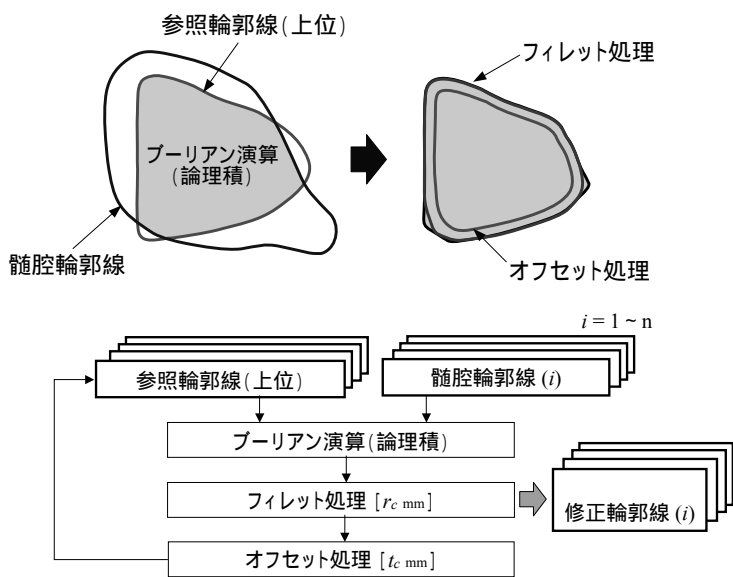 参照輪郭線(上位)
フィレット処理
ブーリアン演算
(論理積)
髄腔輪郭線
オフセット処理
i = 1 ~ n
参照輪郭線(上位)
髄腔輪郭線 (i)
ブーリアン演算(論理積)
フィレット処理 [rc mm]
修正輪郭線 (i)
オフセット処理 [tc mm]